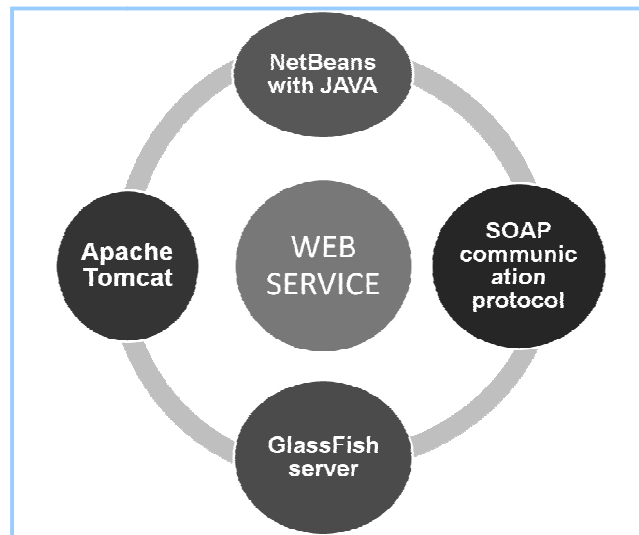 NetBeans
with JAVA
Apache
Tomcat
WEB
SERVICE
SOAP
communic
ation
protocol
GlassFish
server